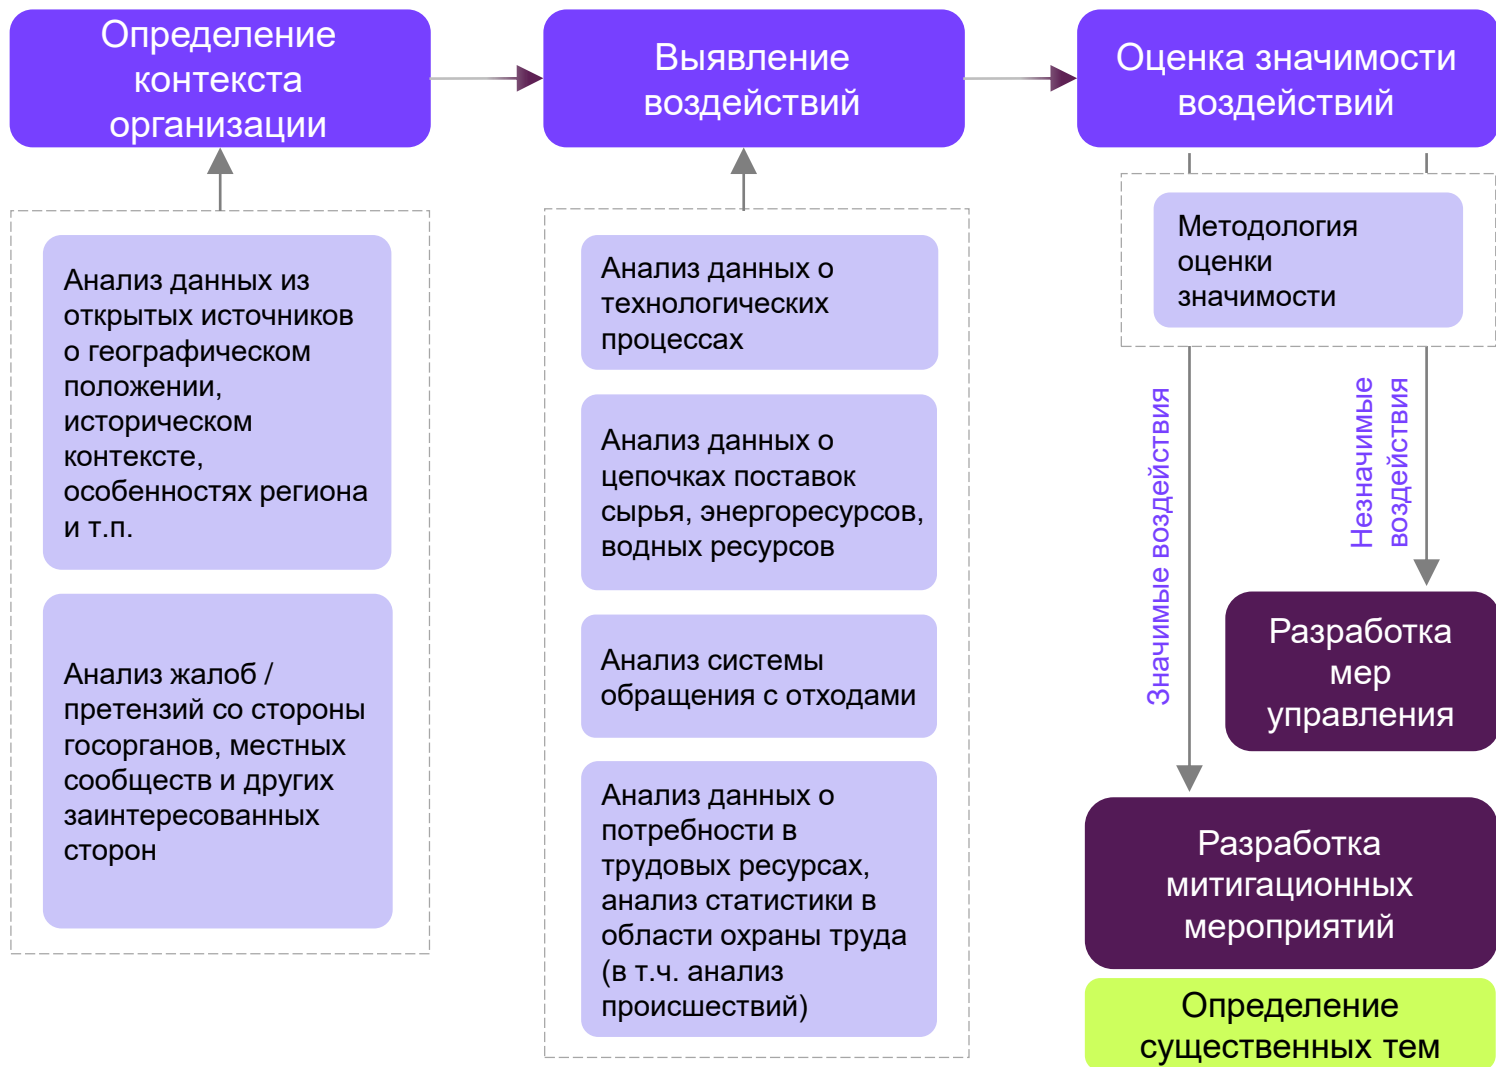 Определение
контекста
организации
Выявление
воздействий
Оценка значимости
воздействий
Анализ данных из
открытых источников
о географическом
положении,
историческом
контексте,
особенностях региона
и т.п.
Анализ жалоб /
претензий со стороны
госорганов, местных
сообществ и других
заинтересованных
сторон
Анализ данных о
технологических
процессах
Анализ данных о
цепочках поставок
сырья, энергоресурсов,
водных ресурсов
Анализ системы
обращения с отходами
Анализ данных о
потребности в
трудовых ресурсах,
анализ статистики в
области охраны труда
(в т.ч. анализ
происшествий)
Методология
оценки
значимости
Значимые воздействия
Незначимые
воздействия
Разработка
мер
управления
Разработка
митигационных
мероприятий
Определение
существенных тем